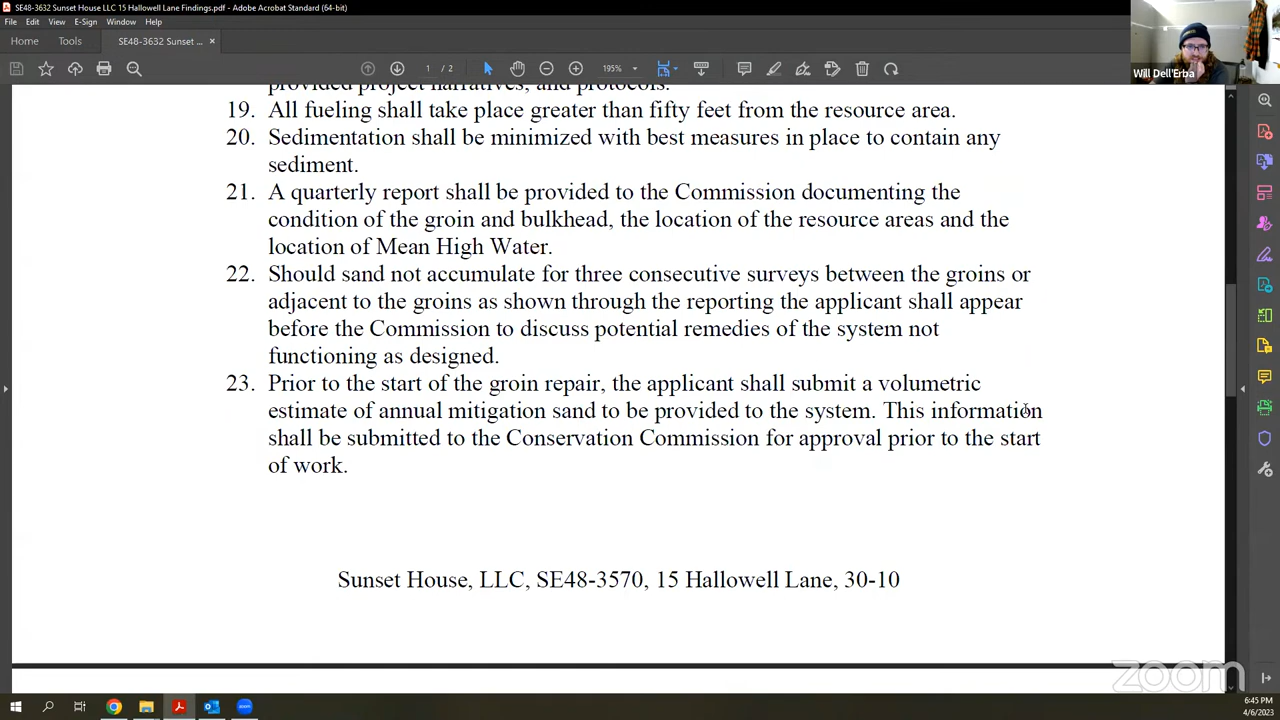 SE48-3632 Sunset House LLC 15 Hallowell Lane Findings.pdf - Adobe Acrobat Standard (64-bit)
File Edit View E-Sign Window Help
Home Tools SE48-3632 Sunset ... ×
1 / 2 195%
Will Dell'Erba
provided project narratives, and protocols.
19. All fueling shall take place greater than fifty feet from the resource area.
20. Sedimentation shall be minimized with best measures in place to contain any
sediment.
21. A quarterly report shall be provided to the Commission documenting the
condition of the groin and bulkhead, the location of the resource areas and the
location of Mean High Water.
22. Should sand not accumulate for three consecutive surveys between the groins or
adjacent to the groins as shown through the reporting the applicant shall appear
before the Commission to discuss potential remedies of the system not
functioning as designed.
23. Prior to the start of the groin repair, the applicant shall submit a volumetric
estimate of annual mitigation sand to be provided to the system. This information
shall be submitted to the Conservation Commission for approval prior to the start
of work.
Sunset House, LLC, SE48-3570, 15 Hallowell Lane, 30-10
zoom
6:45 PM
4/6/2023